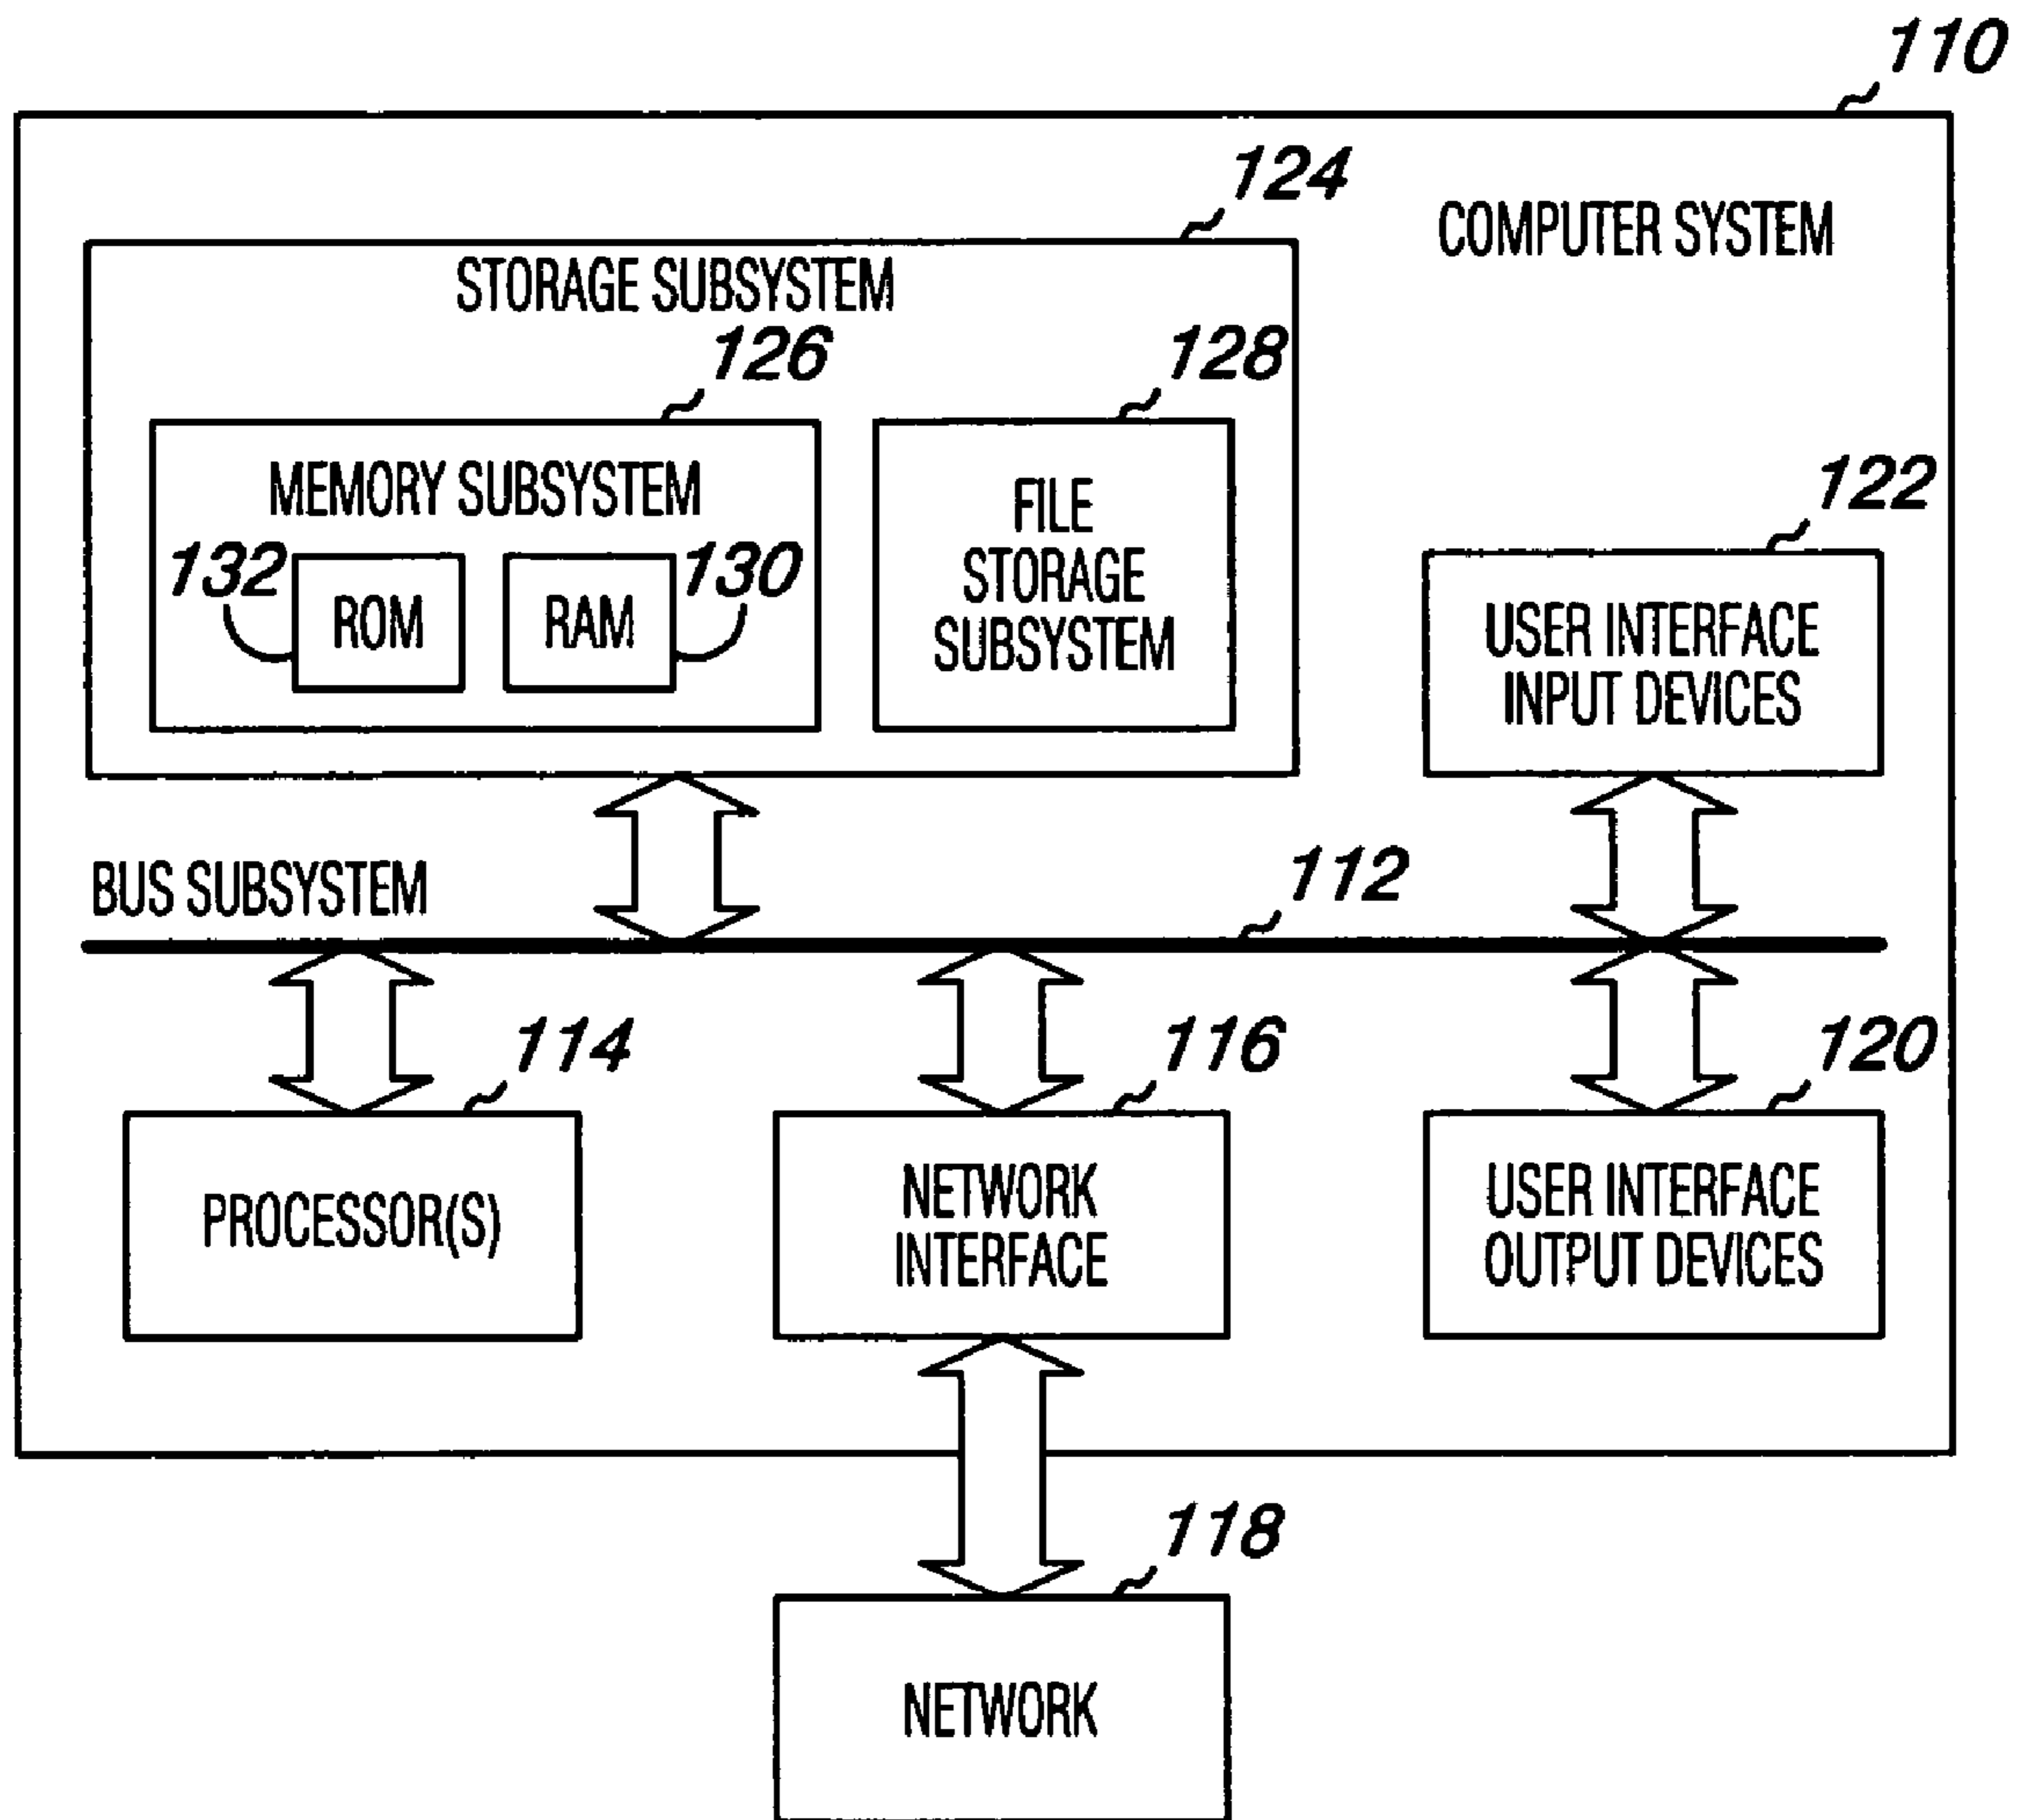 110
124
COMPUTER SYSTEM
STORAGE SUBSYSTEM
126
128
MEMORY SUBSYSTEM
132
ROM
RAM
130
FILE
STORAGE
SUBSYSTEM
122
USER INTERFACE
INPUT DEVICES
BUS SUBSYSTEM
112
114
116
120
PROCESSOR(S)
NETWORK
INTERFACE
USER INTERFACE
OUTPUT DEVICES
118
NETWORK